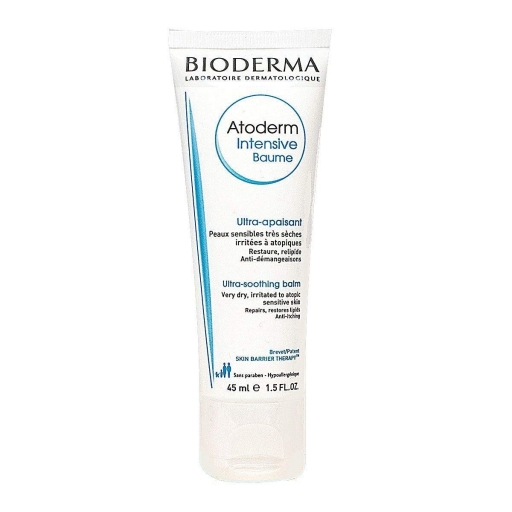 BIODERMA
LABORATOIRE DERMATOLOGIQUE
Atoderm
Intensive
Baume
Ultra-apaisant
Peaux sensibles très sèches
irritées à atopiques
Restaure, relipide
Anti-démangeaisons
Ultra-soothing balm
Very dry, irritated to atopic
sensitive skin
Repairs, restores lipids
Anti-itching
Brevet/Patent
SKIN BARRIER THERAPY™
Sans paraben - Hypoallergénique
45 ml e 1.5 FL.OZ.